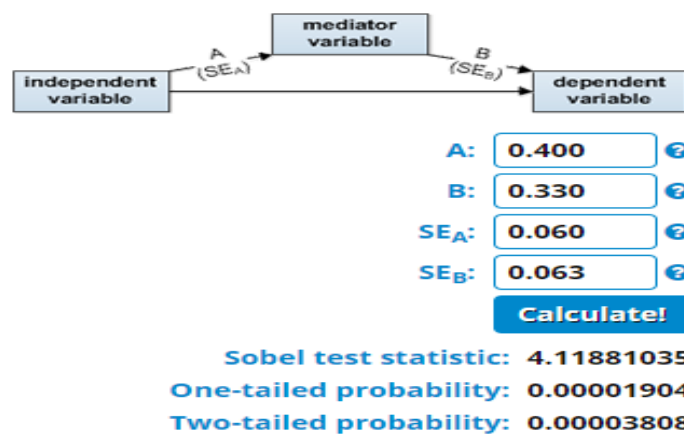 mediator
variable
A
(SEA)
B
(SEB)
independent
variable
dependent
variable
A: 0.400 ?
B: 0.330 ?
SEA: 0.060 ?
SEB: 0.063 ?
Calculate!
Sobel test statistic: 4.11881035
One-tailed probability: 0.00001904
Two-tailed probability: 0.00003808